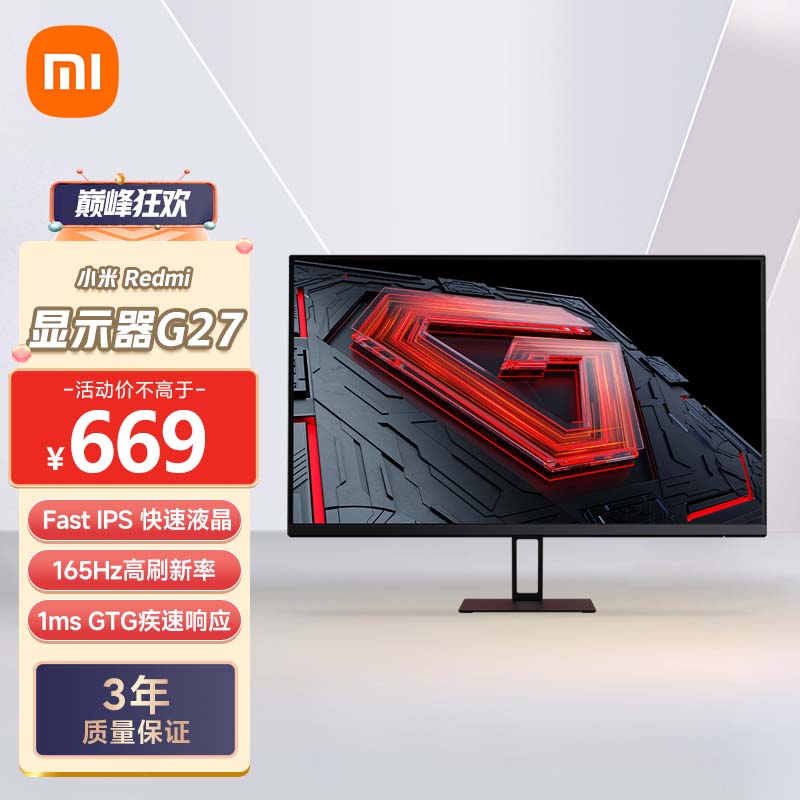 mi
巅峰狂欢
小米 Redmi
显示器G27
活动价不高于
¥669
Fast IPS 快速液晶
165Hz高刷新率
1ms GTG疾速响应
3年
质量保证